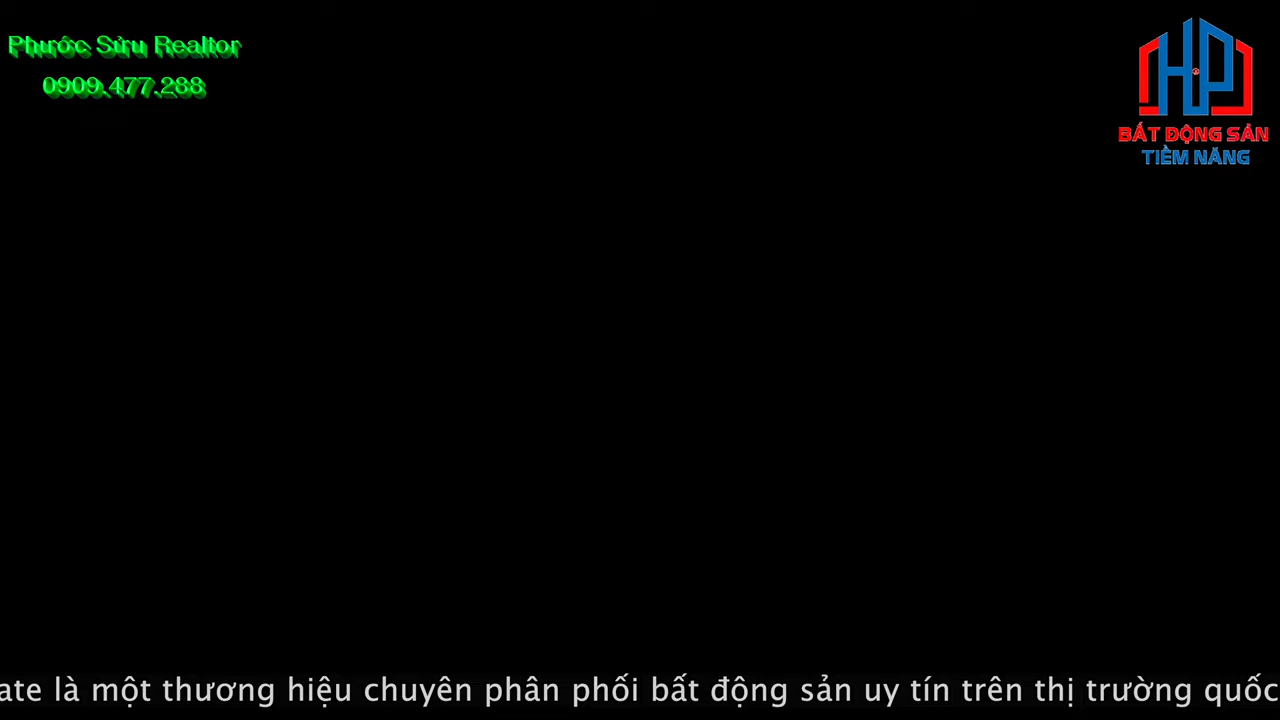 Phước Sửu Realtor
0909.477.288
HP
BẤT ĐỘNG SẢN
TIỀM NĂNG
ate là một thương hiệu chuyên phân phối bất động sản uy tín trên thị trường quốc